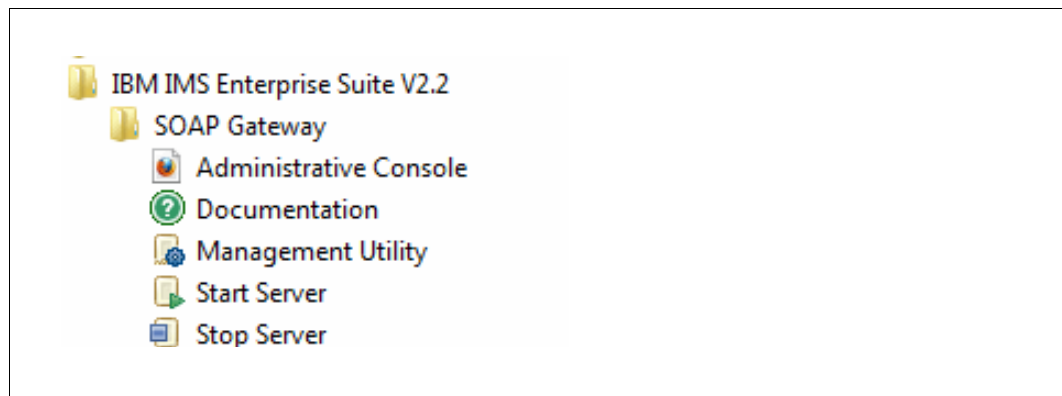 IBM IMS Enterprise Suite V2.2
SOAP Gateway
Administrative Console
Documentation
Management Utility
Start Server
Stop Server